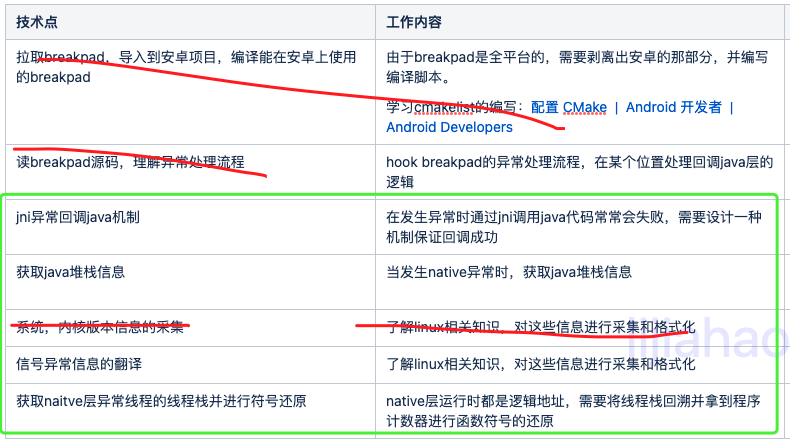 技术点
工作内容
拉取breakpad，导入到安卓项目，编译能在安卓上使用
的breakpad
由于breakpad是全平台的，需要剥离出安卓的那部分，并编写
编译脚本。
学习cmakelist的编写：配置 CMake | Android 开发者 |
Android Developers
读breakpad源码，理解异常处理流程
hook breakpad的异常处理流程，在某个位置处理回调java层的
逻辑
jni异常回调java机制
在发生异常时通过jni调用java代码常常会失败，需要设计一种
机制保证回调成功
获取java堆栈信息
当发生native异常时，获取java堆栈信息
系统，内核版本信息的采集
了解linux相关知识，对这些信息进行采集和格式化
信号异常信息的翻译
了解linux相关知识，对这些信息进行采集和格式化
获取naitve层异常线程的线程栈并进行符号还原
native层运行时都是逻辑地址，需要将线程栈回溯并拿到程序
计数器进行函数符号的还原